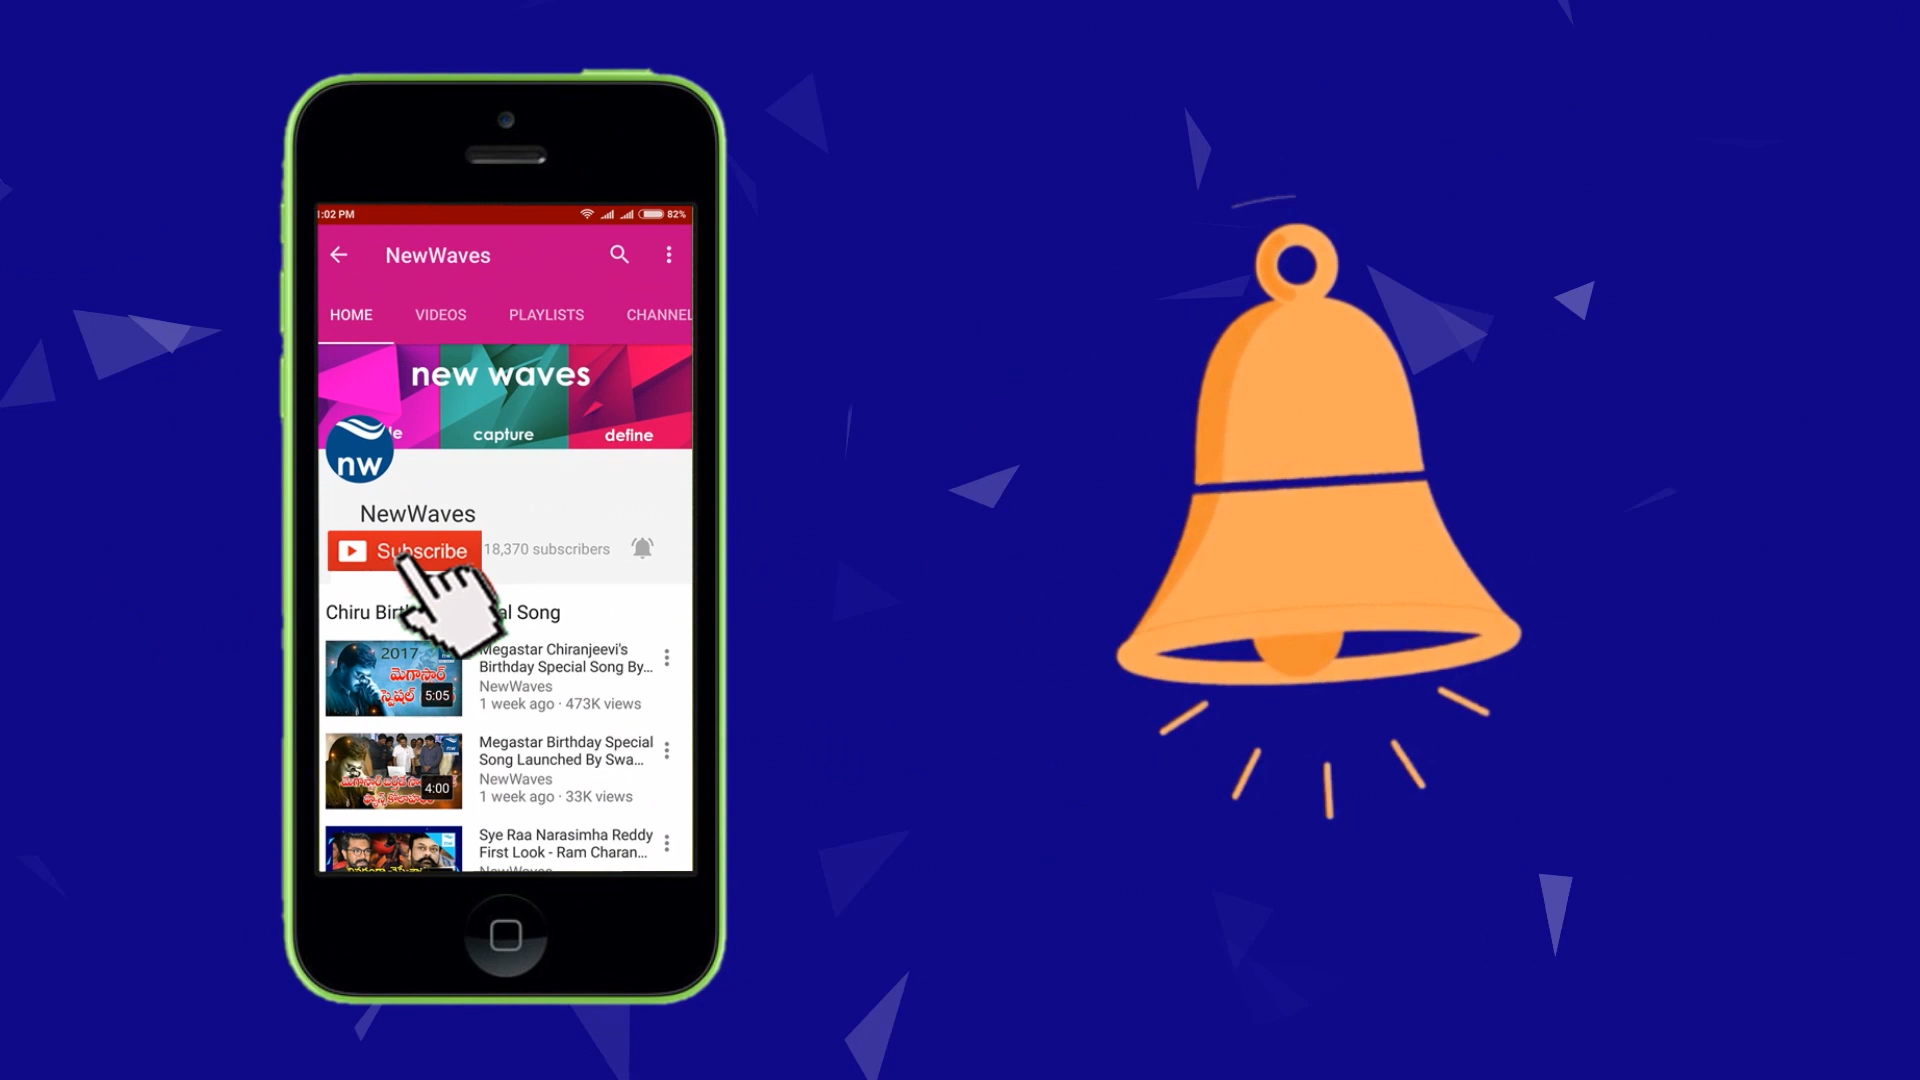 1:02 PM
82%
NewWaves
HOME
VIDEOS
PLAYLISTS
CHANNEL
new waves
capture
define
nw
NewWaves
Subscribe
18,370 subscribers
Song
2017
మెగాస్టార్
స్పెషల్
5:05
Megastar Chiranjeevi's
Birthday Special Song By...
NewWaves
1 week ago · 473K views
4:00
Megastar Birthday Special
Song Launched By Swa...
NewWaves
1 week ago · 33K views
Sye Raa Narasimha Reddy
First Look - Ram Charan...
NewWaves